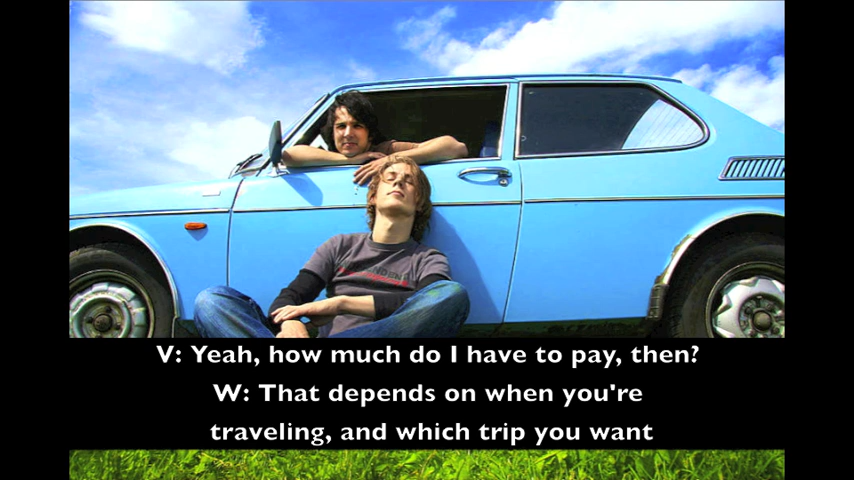 V: Yeah, how much do I have to pay, then?
W: That depends on when you're
traveling, and which trip you want